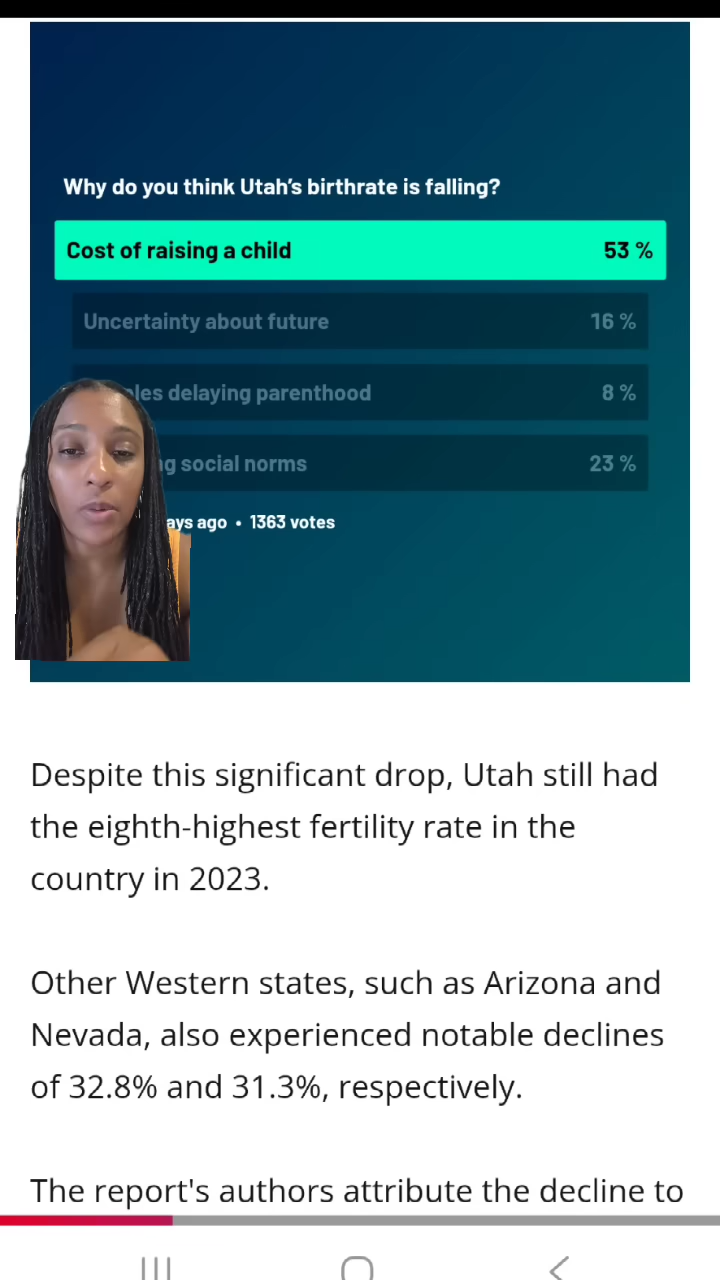 Why do you think Utah's birthrate is falling?
Cost of raising a child 53 %
Uncertainty about future 16 %
delaying parenthood 8 %
social norms 23 %
ago • 1363 votes
Despite this significant drop, Utah still had
the eighth-highest fertility rate in the
country in 2023.
Other Western states, such as Arizona and
Nevada, also experienced notable declines
of 32.8% and 31.3%, respectively.
The report's authors attribute the decline to